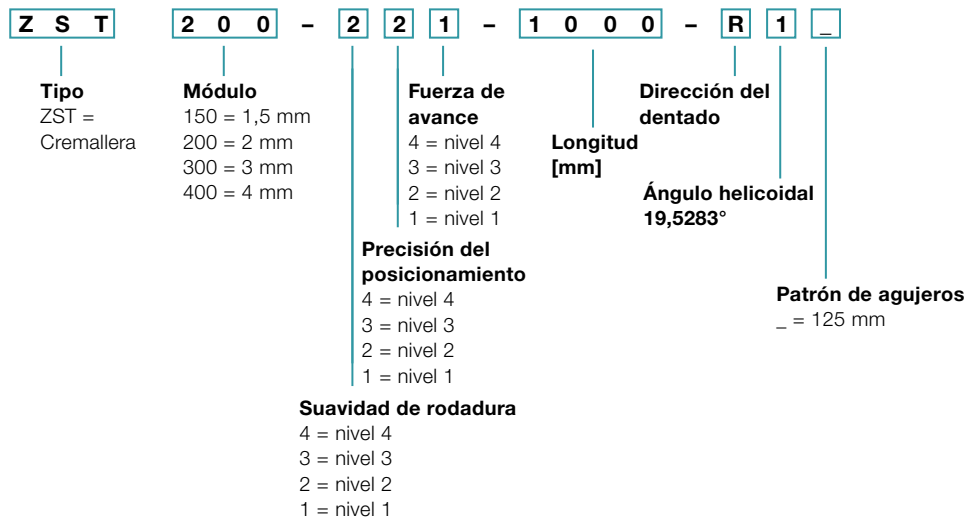 Z S T 2 0 0 – 2 2 1 – 1 0 0 0 – R 1 _
Tipo
ZST =
Cremallera
Módulo
150 = 1,5 mm
200 = 2 mm
300 = 3 mm
400 = 4 mm
Fuerza de
avance
4 = nivel 4
3 = nivel 3
2 = nivel 2
1 = nivel 1
Longitud
[mm]
Dirección del
dentado
Ángulo helicoidal
19,5283°
Precisión del
posicionamiento
4 = nivel 4
3 = nivel 3
2 = nivel 2
1 = nivel 1
Patrón de agujeros
_ = 125 mm
Suavidad de rodadura
4 = nivel 4
3 = nivel 3
2 = nivel 2
1 = nivel 1